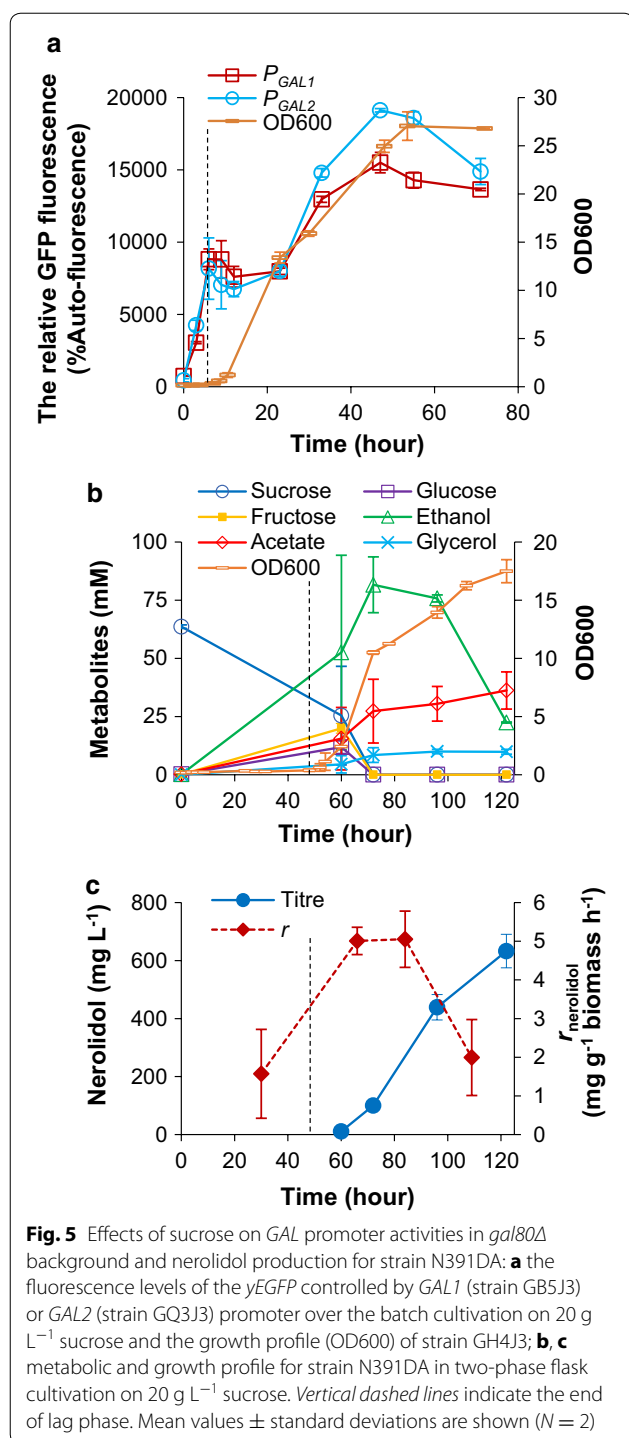 a
P_GAL1
P_GAL2
OD600
The relative GFP fluorescence
(%Auto-fluorescence)
20000
15000
10000
5000
0
OD600
30
25
20
15
10
5
0
0 20 40 60 80
Time (hour)
b
Sucrose Glucose
Fructose Ethanol
Acetate Glycerol
OD600
Metabolites (mM)
100
75
50
25
0
OD600
20
15
10
5
0
0 20 40 60 80 100 120
Time (hour)
c
Titre
r
Nerolidol (mg L⁻¹)
800
600
400
200
0
r_nerolidol
(mg g⁻¹ biomass h⁻¹)
6
5
4
3
2
1
0
0 20 40 60 80 100 120
Time (hour)
Fig. 5 Effects of sucrose on GAL promoter activities in gal80Δ
background and nerolidol production for strain N391DA: a the
fluorescence levels of the yEGFP controlled by GAL1 (strain GB5J3)
or GAL2 (strain GQ3J3) promoter over the batch cultivation on 20 g
L⁻¹ sucrose and the growth profile (OD600) of strain GH4J3; b, c
metabolic and growth profile for strain N391DA in two-phase flask
cultivation on 20 g L⁻¹ sucrose. Vertical dashed lines indicate the end
of lag phase. Mean values ± standard deviations are shown (N = 2)